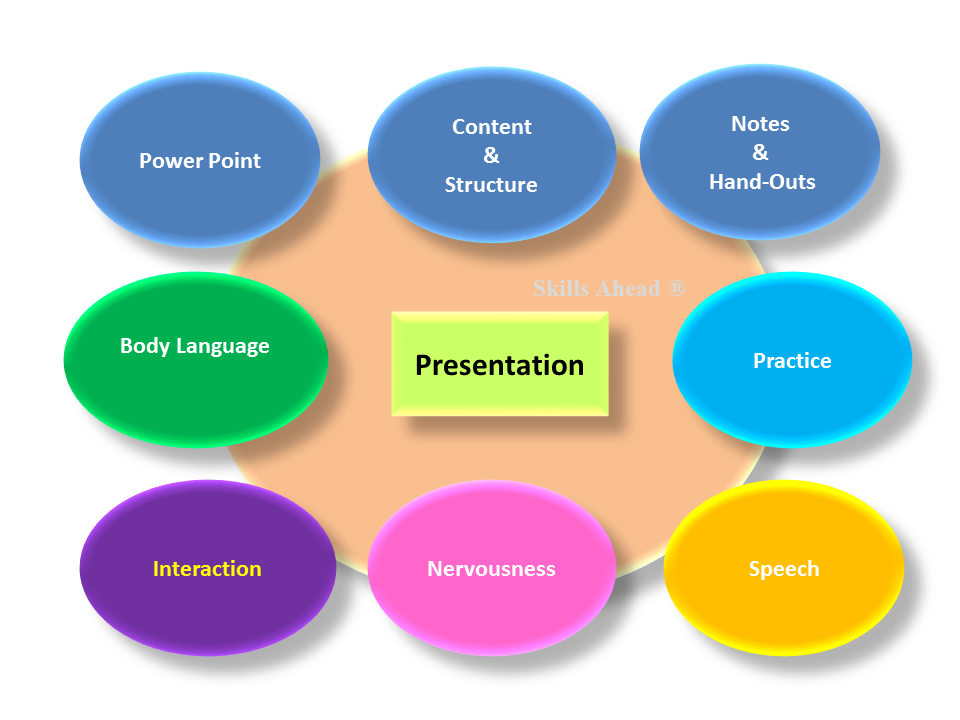 Power Point
Content
&
Structure
Notes
&
Hand-Outs
Skills Ahead ®
Body Language
Presentation
Practice
Interaction
Nervousness
Speech